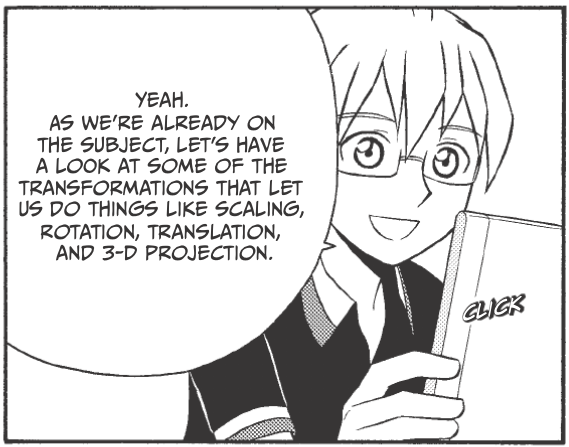 YEAH.
AS WE'RE ALREADY ON
THE SUBJECT, LET'S HAVE
A LOOK AT SOME OF THE
TRANSFORMATIONS THAT LET
US DO THINGS LIKE SCALING,
ROTATION, TRANSLATION,
AND 3-D PROJECTION.
CLICK